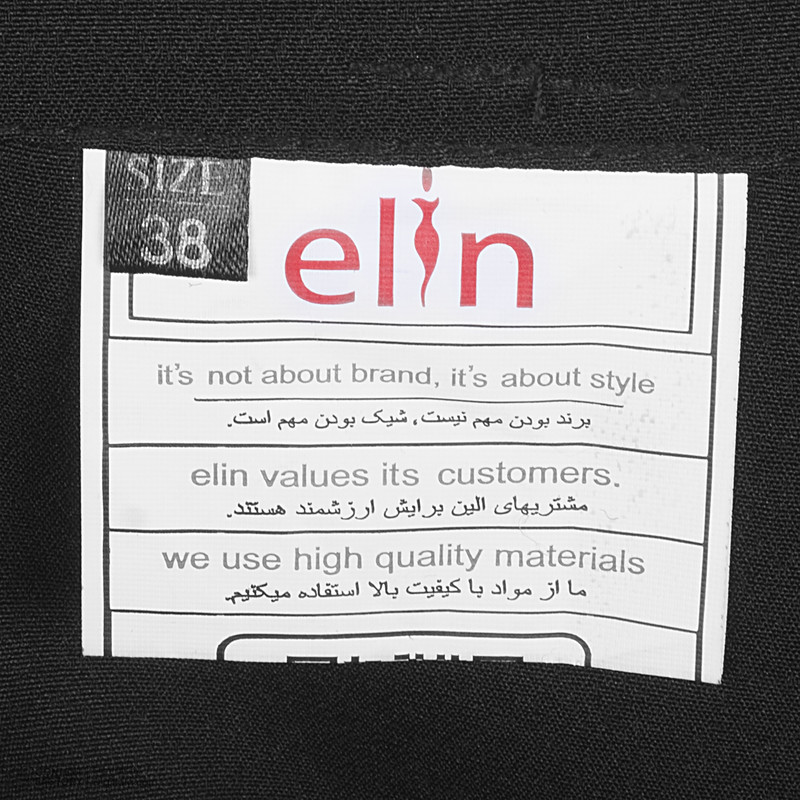 SIZE
38
elin
it's not about brand, it's about style
برند بودن مهم نیست، شیک بودن مهم است.
elin values its customers.
مشتریهای الین برایش ارزشمند هستند.
we use high quality materials
ما از مواد با کیفیت بالا استفاده میکنیم.